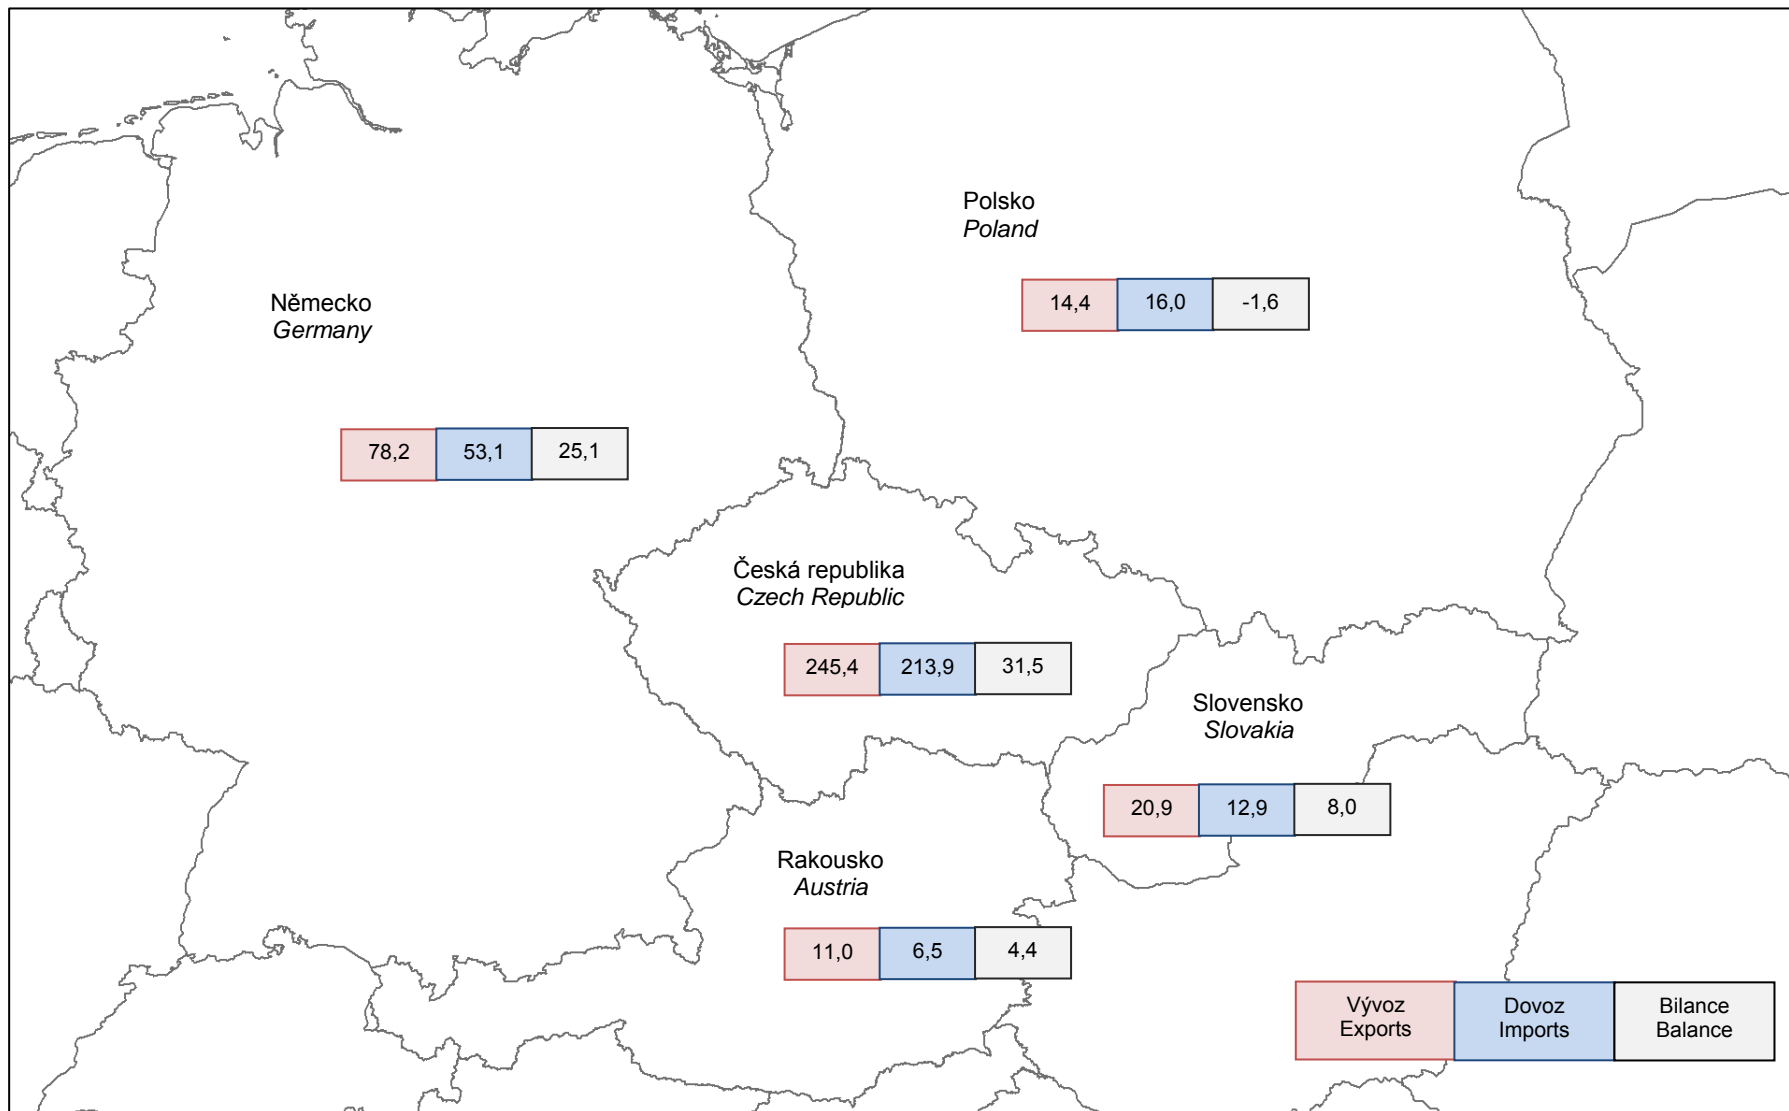 Polsko
Poland
14,4 16,0 -1,6
Německo
Germany
78,2 53,1 25,1
Česká republika
Czech Republic
245,4 213,9 31,5
Slovensko
Slovakia
20,9 12,9 8,0
Rakousko
Austria
11,0 6,5 4,4
Vývoz Dovoz Bilance
Exports Imports Balance